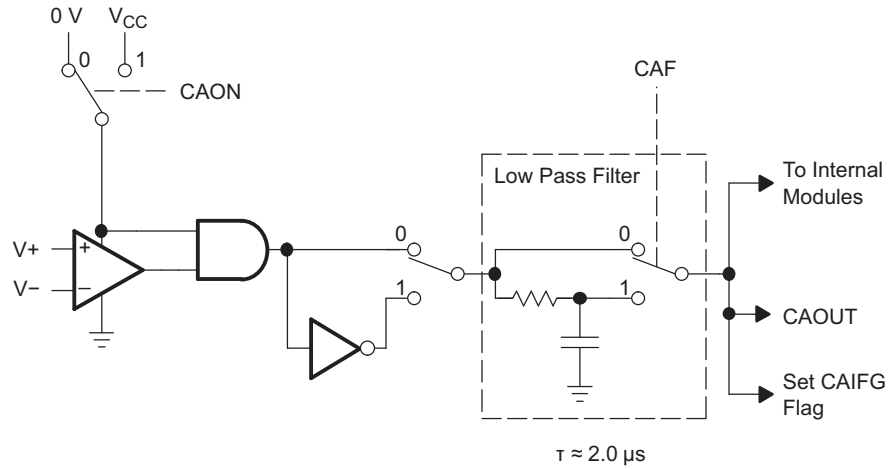 0 V
VCC
0
1
CAON
CAF
Low Pass Filter
To Internal
Modules
V+
+
V−
−
0
1
0
1
CAOUT
Set CAIFG
Flag
τ ≈ 2.0 μs